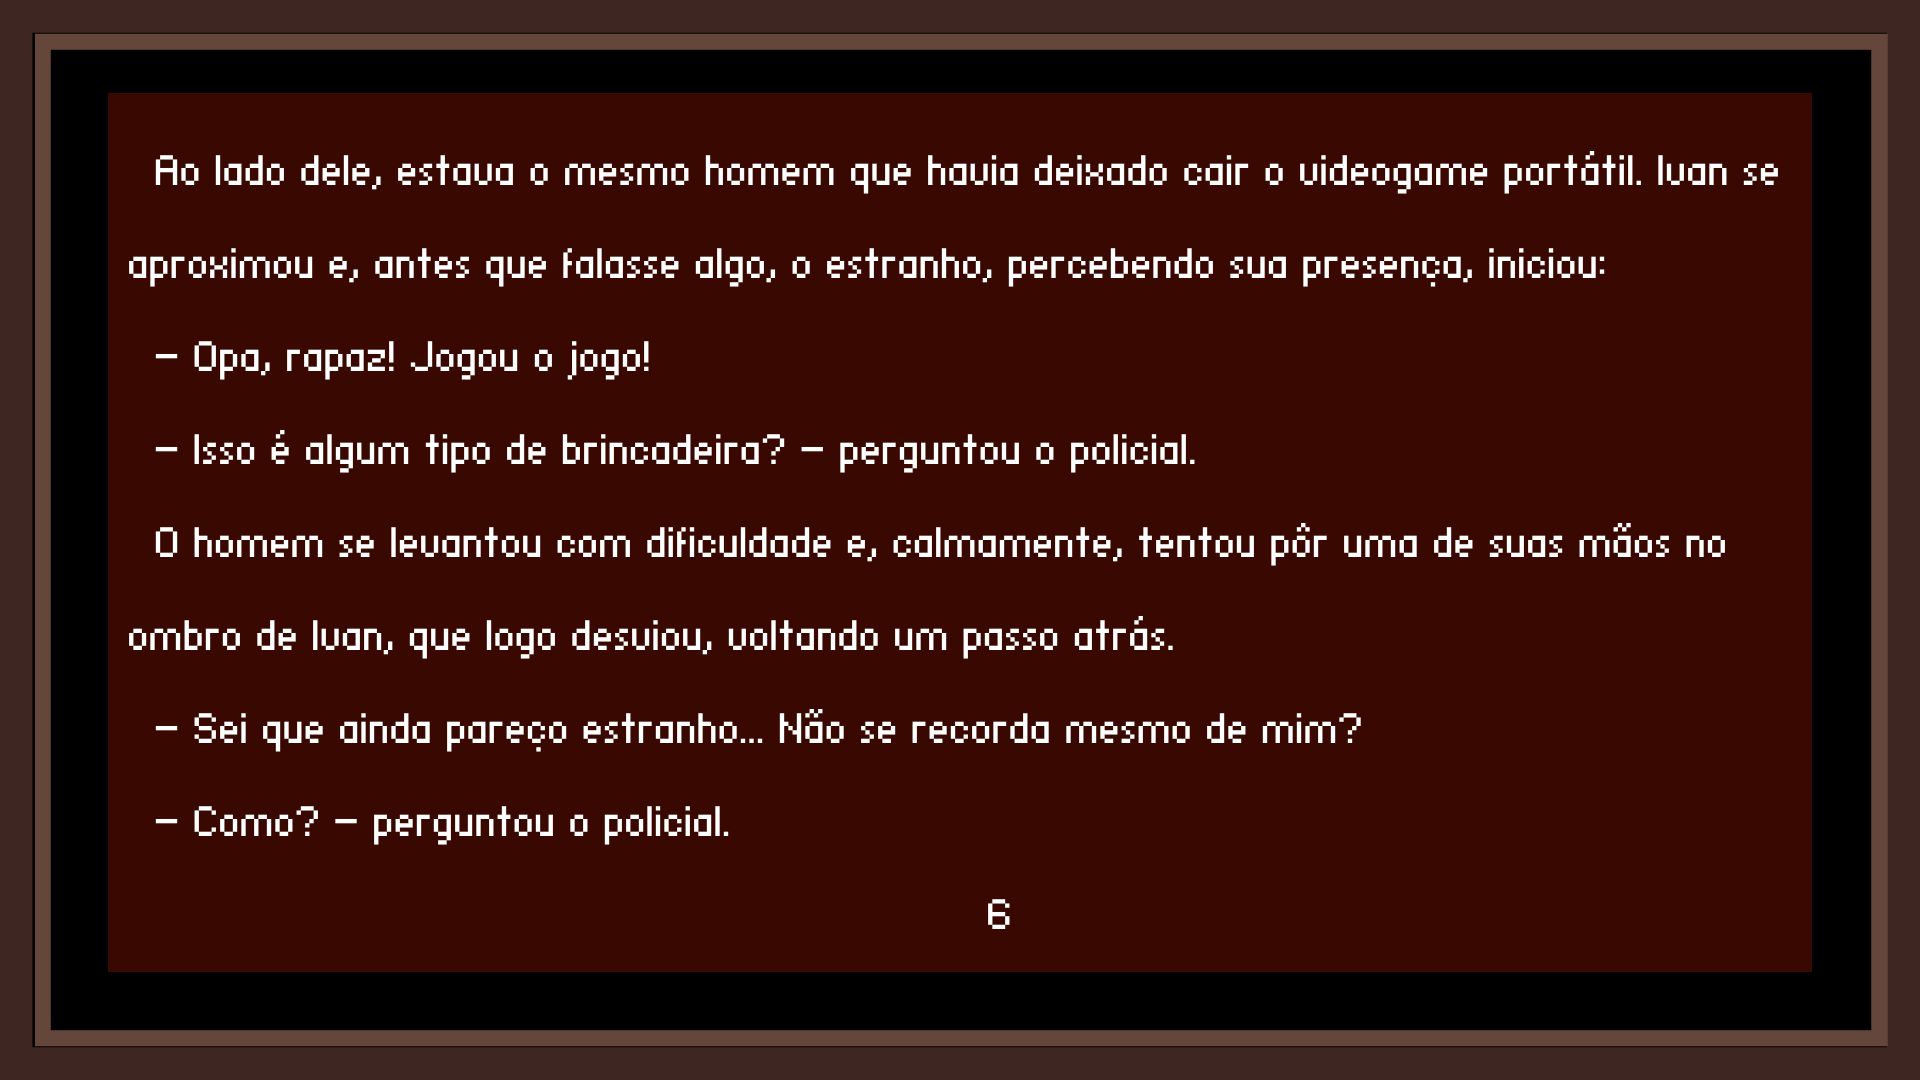 Ao lado dele, estava o mesmo homem que havia deixado cair o videogame portátil. Ivan se
aproximou e, antes que falasse algo, o estranho, percebendo sua presença, iniciou:
– Opa, rapaz! Jogou o jogo!
– Isso é algum tipo de brincadeira? – perguntou o policial.
O homem se levantou com dificuldade e, calmamente, tentou pôr uma de suas mãos no
ombro de Ivan, que logo desviou, voltando um passo atrás.
– Sei que ainda pareço estranho... Não se recorda mesmo de mim?
– Como? – perguntou o policial.
6